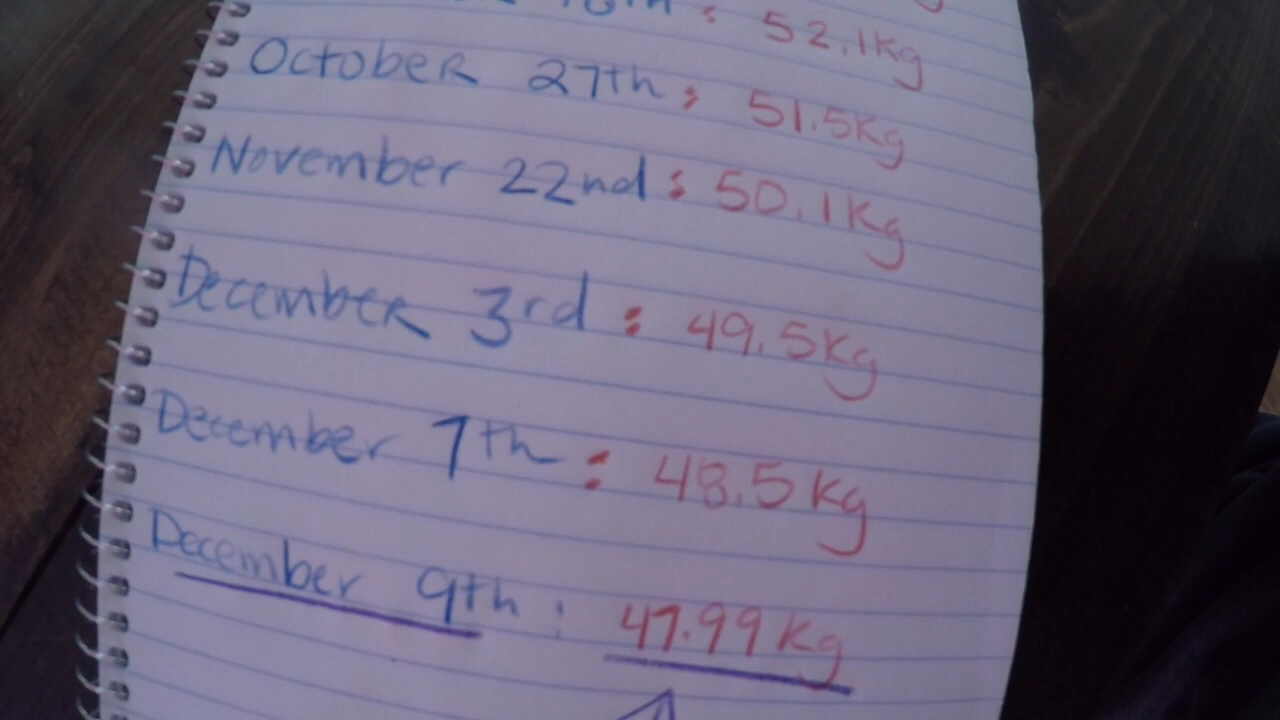 : 52.1Kg
October 27th: 51.5Kg
November 22nd: 50.1Kg
December 3rd: 49.5Kg
December 7th: 48.5Kg
December 9th: 47.99Kg